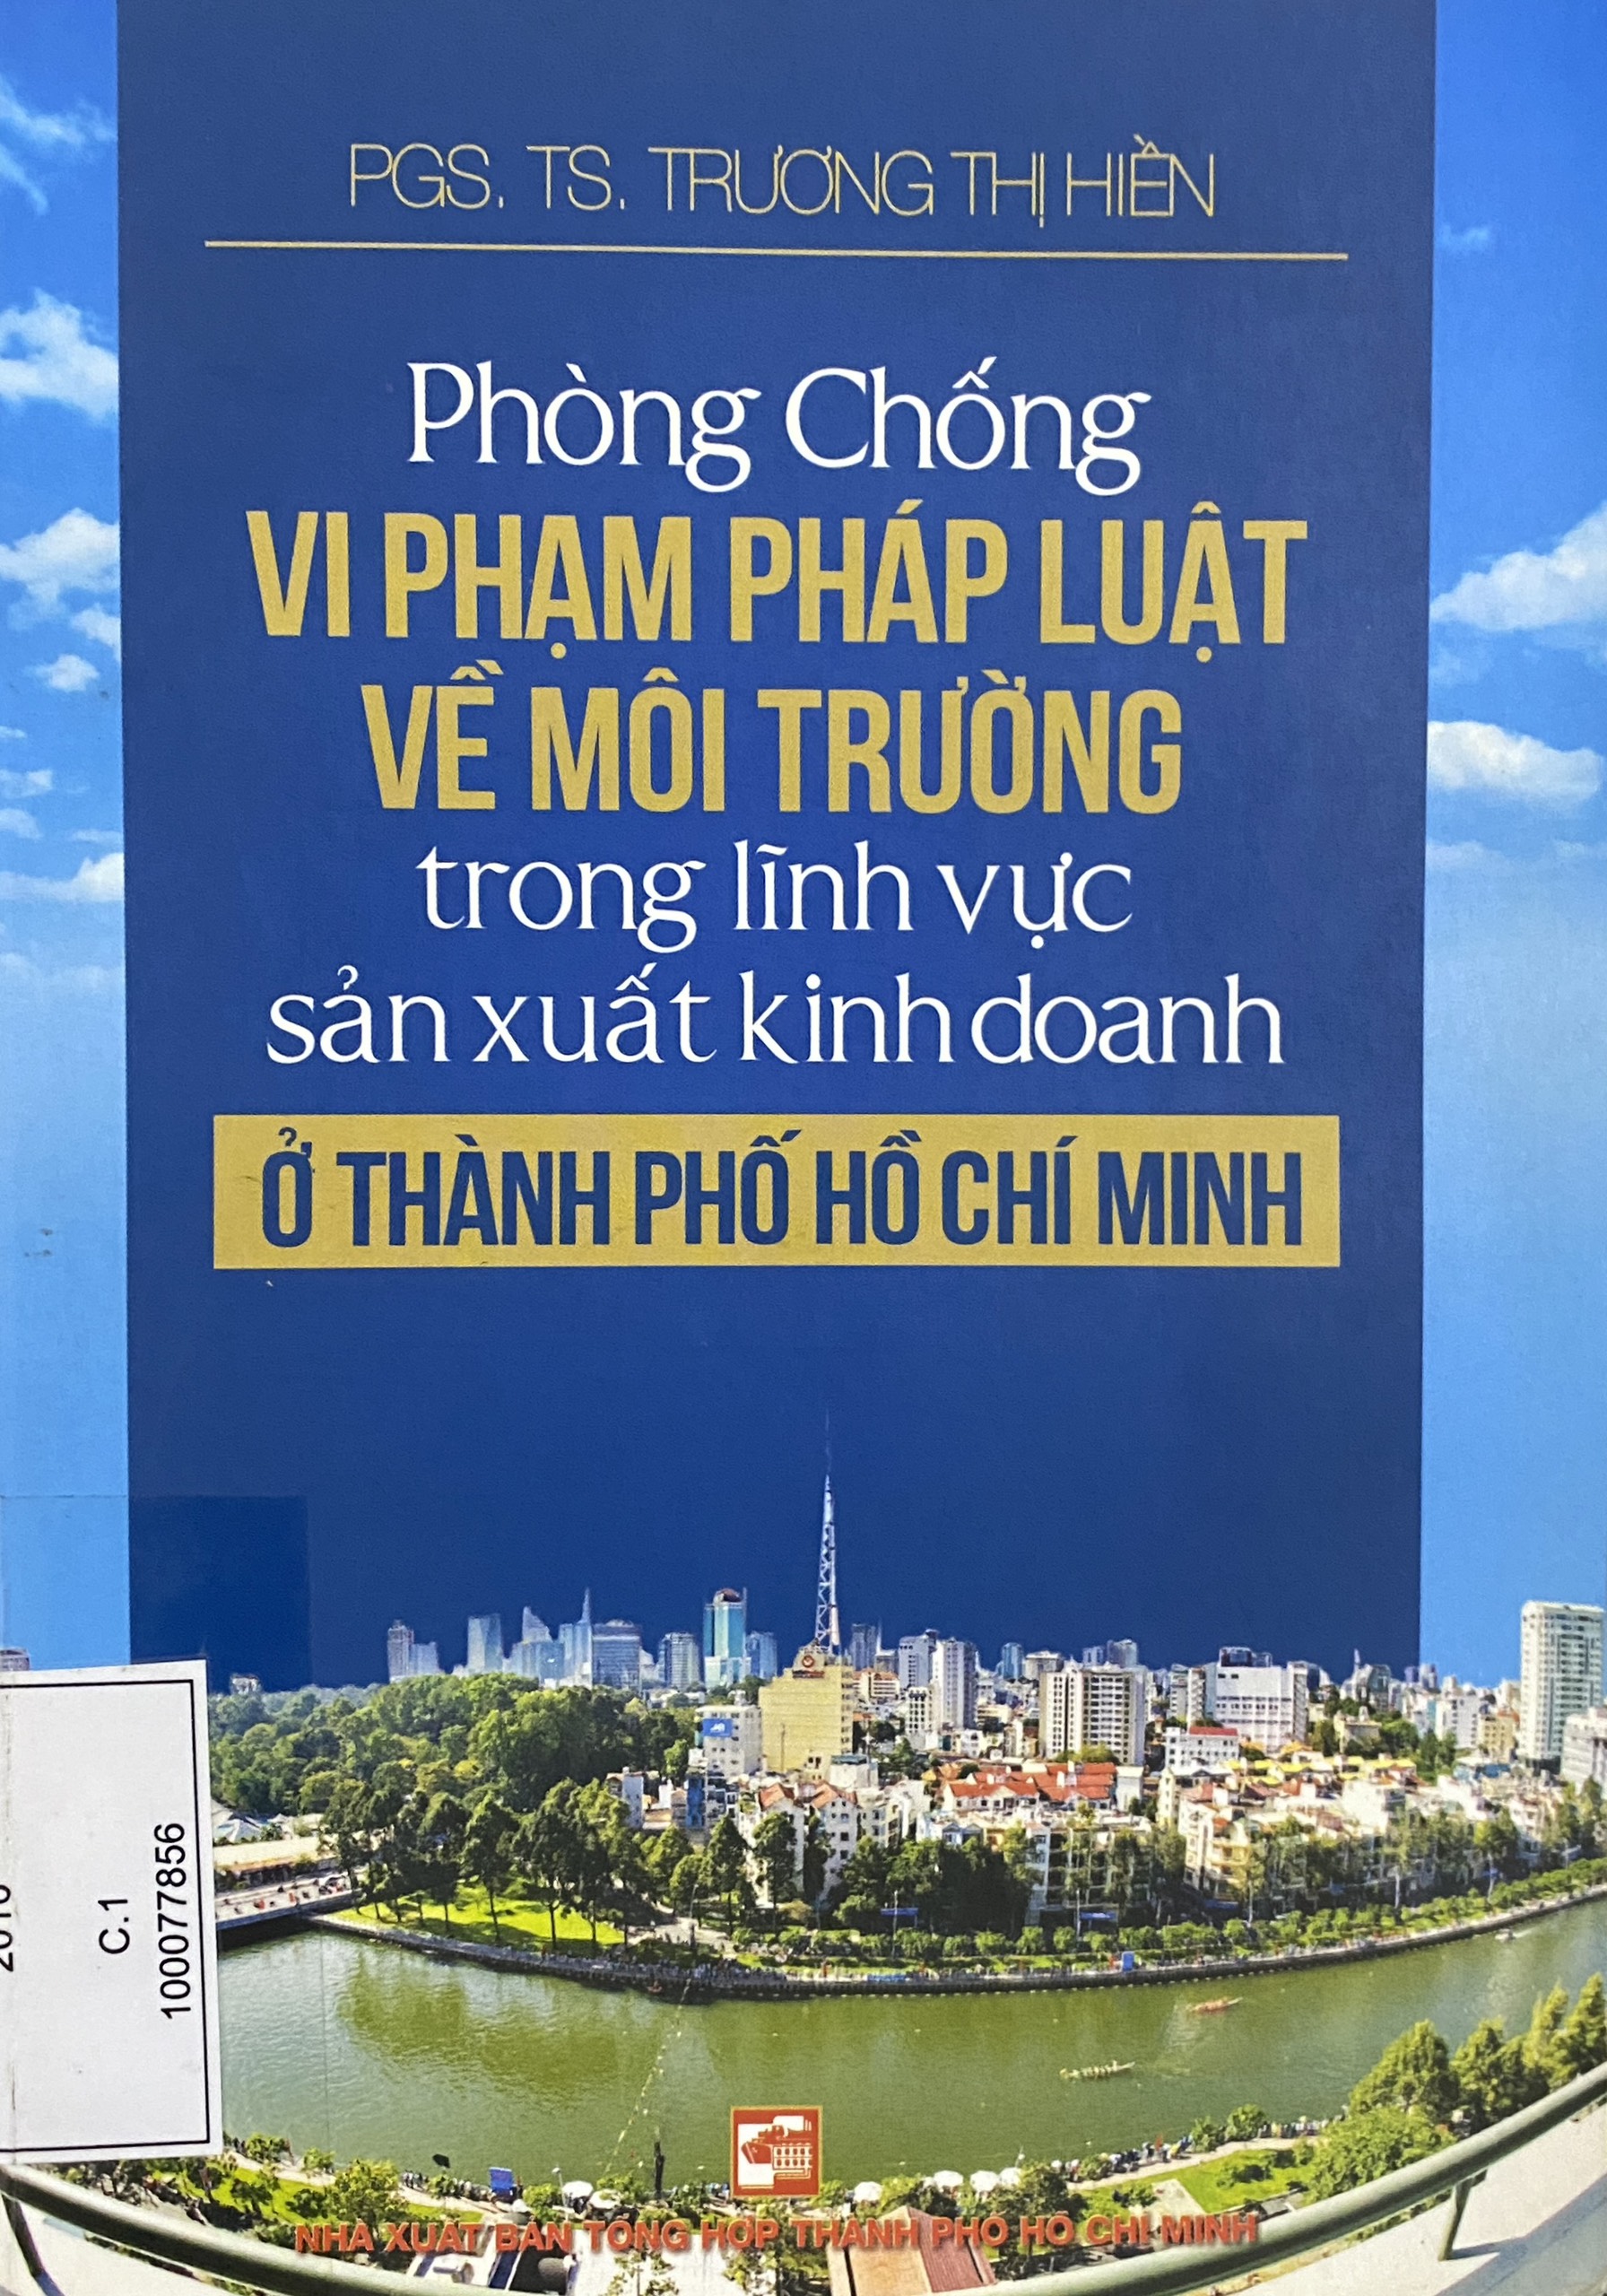 PGS. TS. TRƯƠNG THỊ HIỀN
Phòng Chống
VI PHẠM PHÁP LUẬT
VỀ MÔI TRƯỜNG
trong lĩnh vực
sản xuất kinh doanh
Ở THÀNH PHỐ HỒ CHÍ MINH
C.1
100077856
NHÀ XUẤT BẢN TỔNG HỢP THÀNH PHỐ HỒ CHÍ MINH